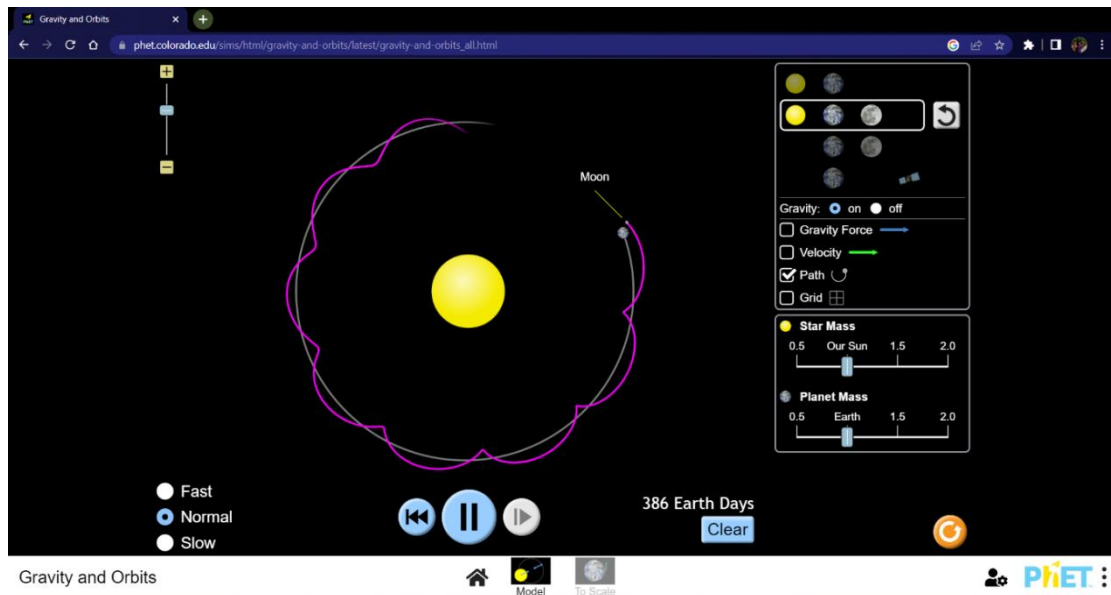 Gravity and Orbits
phet.colorado.edu/sims/html/gravity-and-orbits/latest/gravity-and-orbits_all.html
Moon
Gravity: on off
Gravity Force
Velocity
Path
Grid
Star Mass
0.5 Our Sun 1.5 2.0
Planet Mass
0.5 Earth 1.5 2.0
Fast
Normal
Slow
386 Earth Days
Clear
Gravity and Orbits
Model
To Scale
PhET